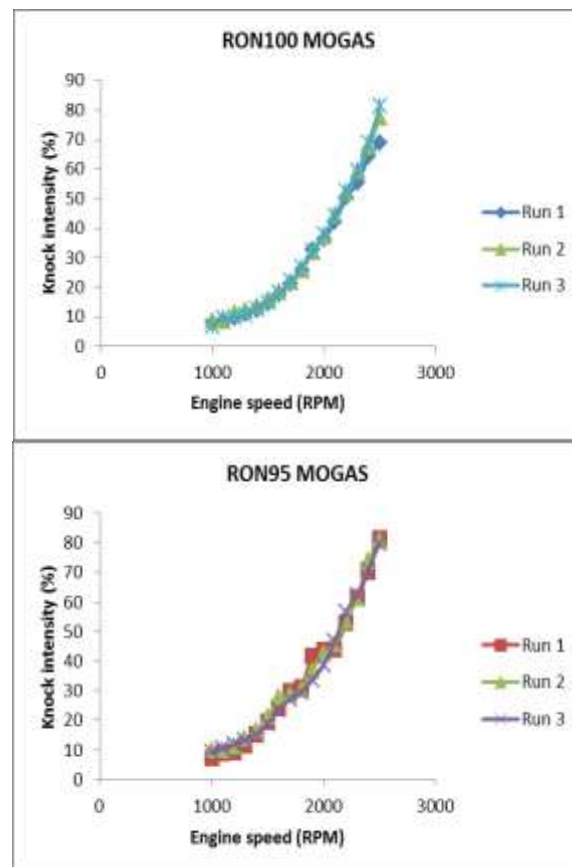 RON100 MOGAS
Knock intensity (%)
90
80
70
60
50
40
30
20
10
0
0 1000 2000 3000
Engine speed (RPM)
Run 1
Run 2
Run 3
RON95 MOGAS
Knock intensity (%)
90
80
70
60
50
40
30
20
10
0
0 1000 2000 3000
Engine speed (RPM)
Run 1
Run 2
Run 3